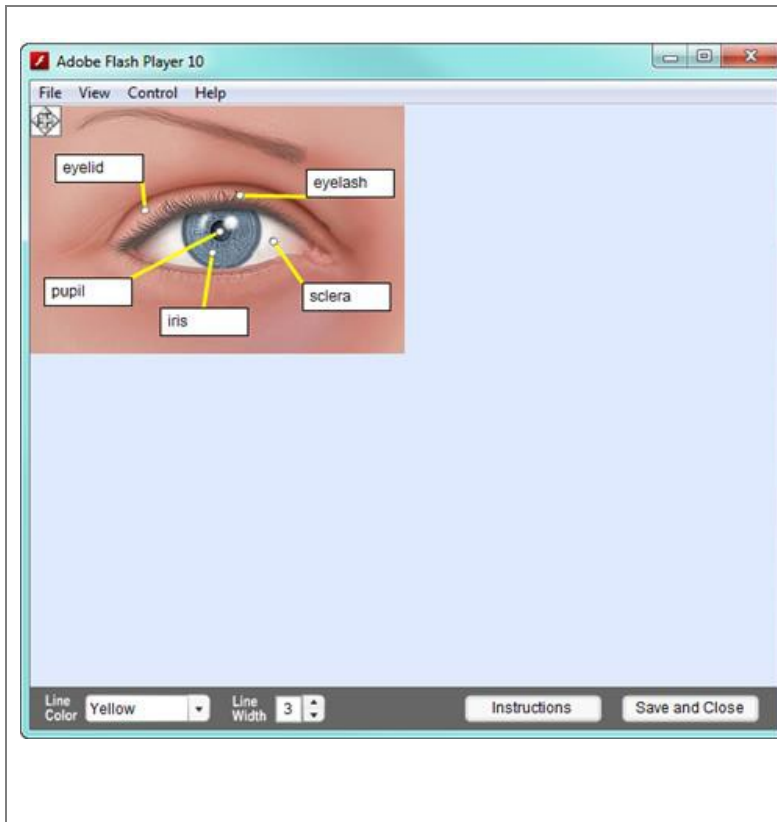 Adobe Flash Player 10
File View Control Help
eyelid
eyelash
pupil
iris
sclera
Line Color
Yellow
Line Width
3
Instructions
Save and Close